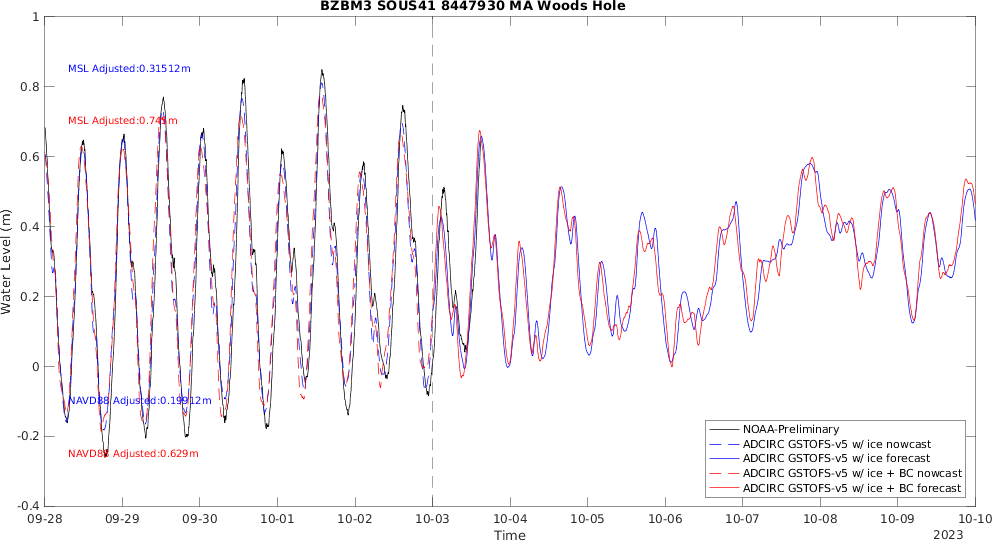 BZBM3 SOUS41 8447930 MA Woods Hole
1
0.8
0.6
0.4
0.2
0
-0.2
-0.4
Water Level (m)
MSL Adjusted:0.31512m
MSL Adjusted:0.745m
NAVD88 Adjusted:0.19912m
NAVD88 Adjusted:0.629m
NOAA-Preliminary
ADCIRC GSTOFS-v5 w/ ice nowcast
ADCIRC GSTOFS-v5 w/ ice forecast
ADCIRC GSTOFS-v5 w/ ice + BC nowcast
ADCIRC GSTOFS-v5 w/ ice + BC forecast
09-28 09-29 09-30 10-01 10-02 10-03 10-04 10-05 10-06 10-07 10-08 10-09 10-10
Time
2023